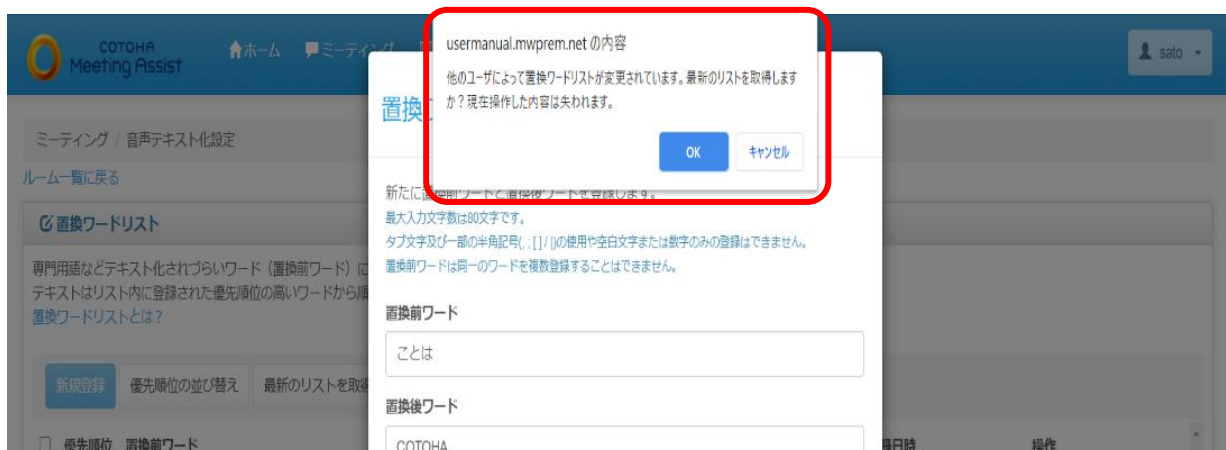 COTOHA
Meeting Assist
ホーム
ミーティング
sato
usermanual.mwprem.net の内容
他のユーザによって置換ワードリストが変更されています。最新のリストを取得します
か？現在操作した内容は失われます。
OK
キャンセル
ミーティング / 音声テキスト化設定
ルーム一覧に戻る
置換ワードリスト
専門用語などテキスト化されづらいワード（置換前ワード）に
テキストはリスト内に登録された優先順位の高いワードから順
置換ワードリストとは？
新規登録
優先順位の並び替え
最新のリストを取得
優先順位
置換前ワード
置換
新たに置換前ワードと置換後ワードを登録します。
最大入力文字数は80文字です。
タブ文字及び一部の半角記号(, ; [ ] / |)の使用や空白文字または数字のみの登録はできません。
置換前ワードは同一のワードを複数登録することはできません。
置換前ワード
ことは
置換後ワード
COTOHA
録日時
操作